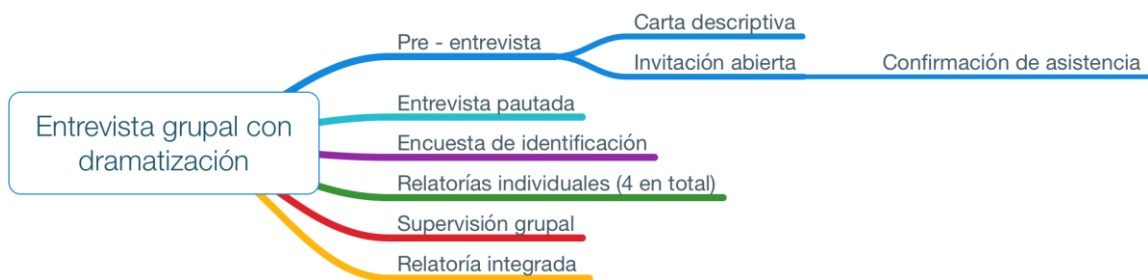 Entrevista grupal con
dramatización
Pre - entrevista
Carta descriptiva
Invitación abierta
Confirmación de asistencia
Entrevista pautada
Encuesta de identificación
Relatorías individuales (4 en total)
Supervisión grupal
Relatoría integrada